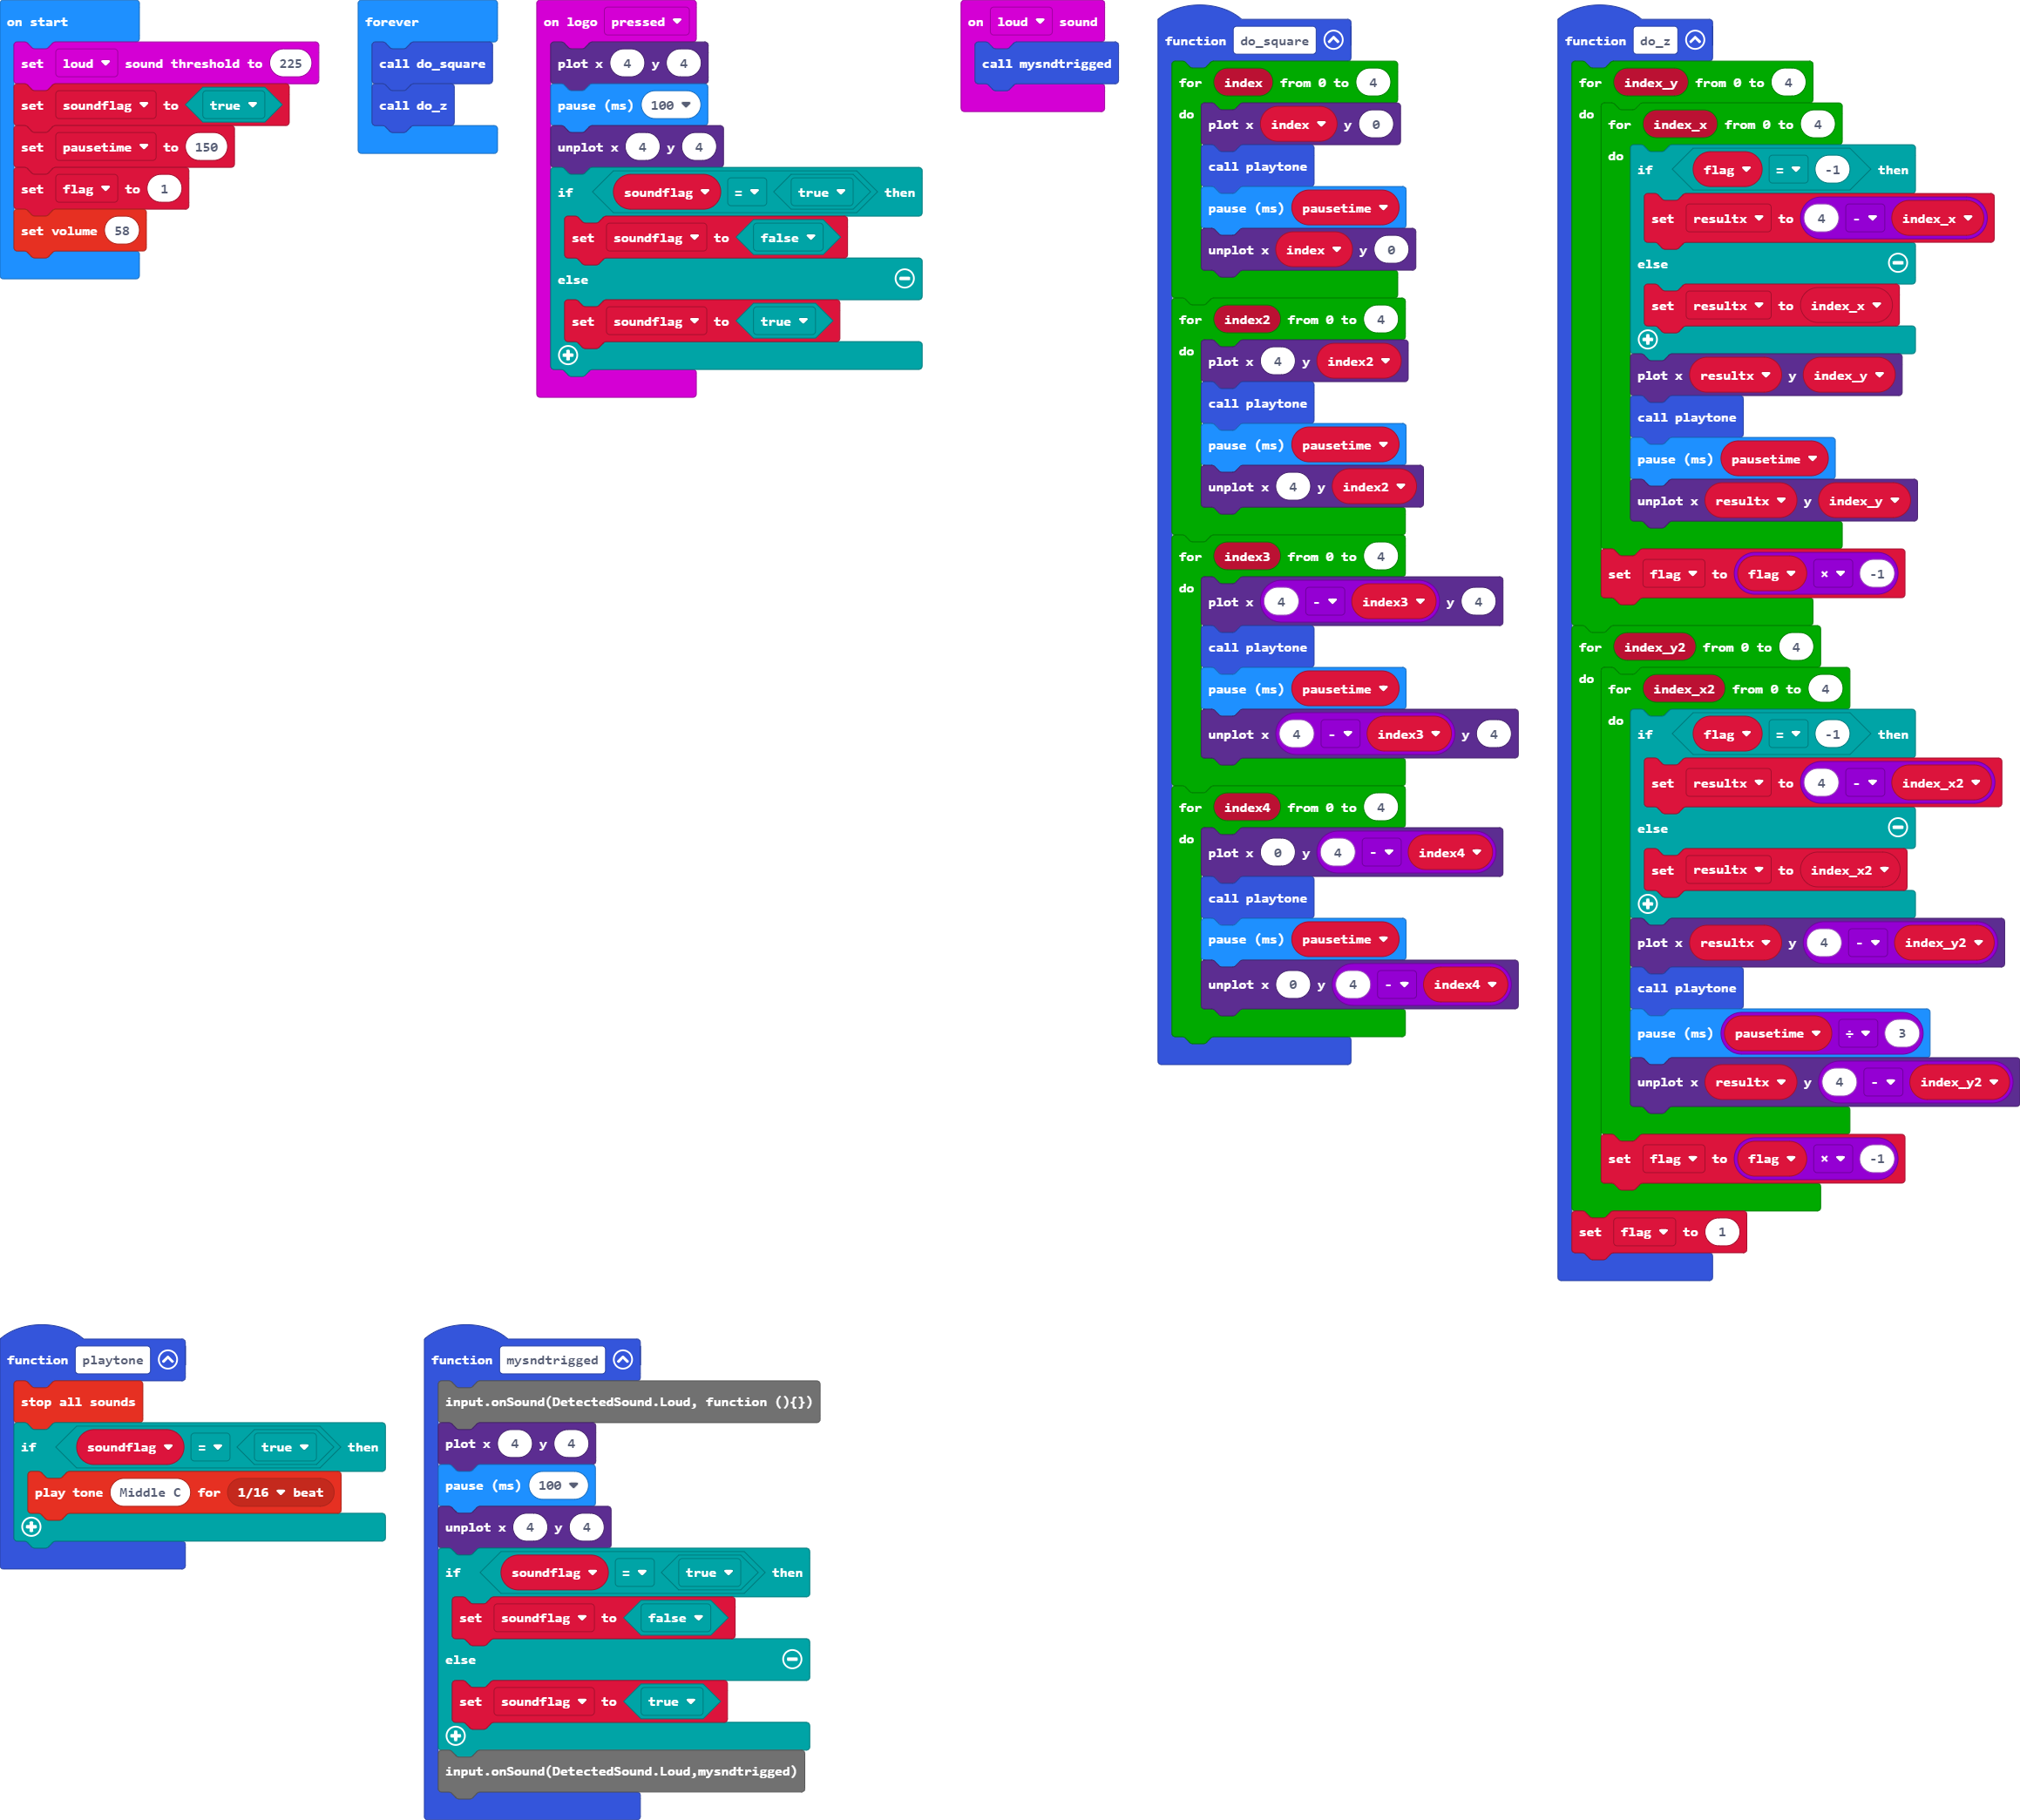 on start
set loud sound threshold to 225
set soundflag to true
set pausetime to 150
set flag to 1
set volume 58
forever
call do_square
call do_z
on logo pressed
plot x 4 y 4
pause (ms) 100
unplot x 4 y 4
if soundflag = true then
set soundflag to false
else
set soundflag to true
on loud sound
call mysndtrigged
function do_square
for index from 0 to 4
do
plot x index y 0
call playtone
pause (ms) pausetime
unplot x index y 0
for index2 from 0 to 4
do
plot x 4 y index2
call playtone
pause (ms) pausetime
unplot x 4 y index2
for index3 from 0 to 4
do
plot x 4 - index3 y 4
call playtone
pause (ms) pausetime
unplot x 4 - index3 y 4
for index4 from 0 to 4
do
plot x 0 y 4 - index4
call playtone
pause (ms) pausetime
unplot x 0 y 4 - index4
function do_z
for index_y from 0 to 4
do
for index_x from 0 to 4
do
if flag = -1 then
set resultx to 4 - index_x
else
set resultx to index_x
plot x resultx y index_y
call playtone
pause (ms) pausetime
unplot x resultx y index_y
set flag to flag × -1
for index_y2 from 0 to 4
do
for index_x2 from 0 to 4
do
if flag = -1 then
set resultx to 4 - index_x2
else
set resultx to index_x2
plot x resultx y 4 - index_y2
call playtone
pause (ms) pausetime ÷ 3
unplot x resultx y 4 - index_y2
set flag to flag × -1
set flag to 1
function playtone
stop all sounds
if soundflag = true then
play tone Middle C for 1/16 beat
function mysndtrigged
input.onSound(DetectedSound.Loud, function (){})
plot x 4 y 4
pause (ms) 100
unplot x 4 y 4
if soundflag = true then
set soundflag to false
else
set soundflag to true
input.onSound(DetectedSound.Loud,mysndtrigged)